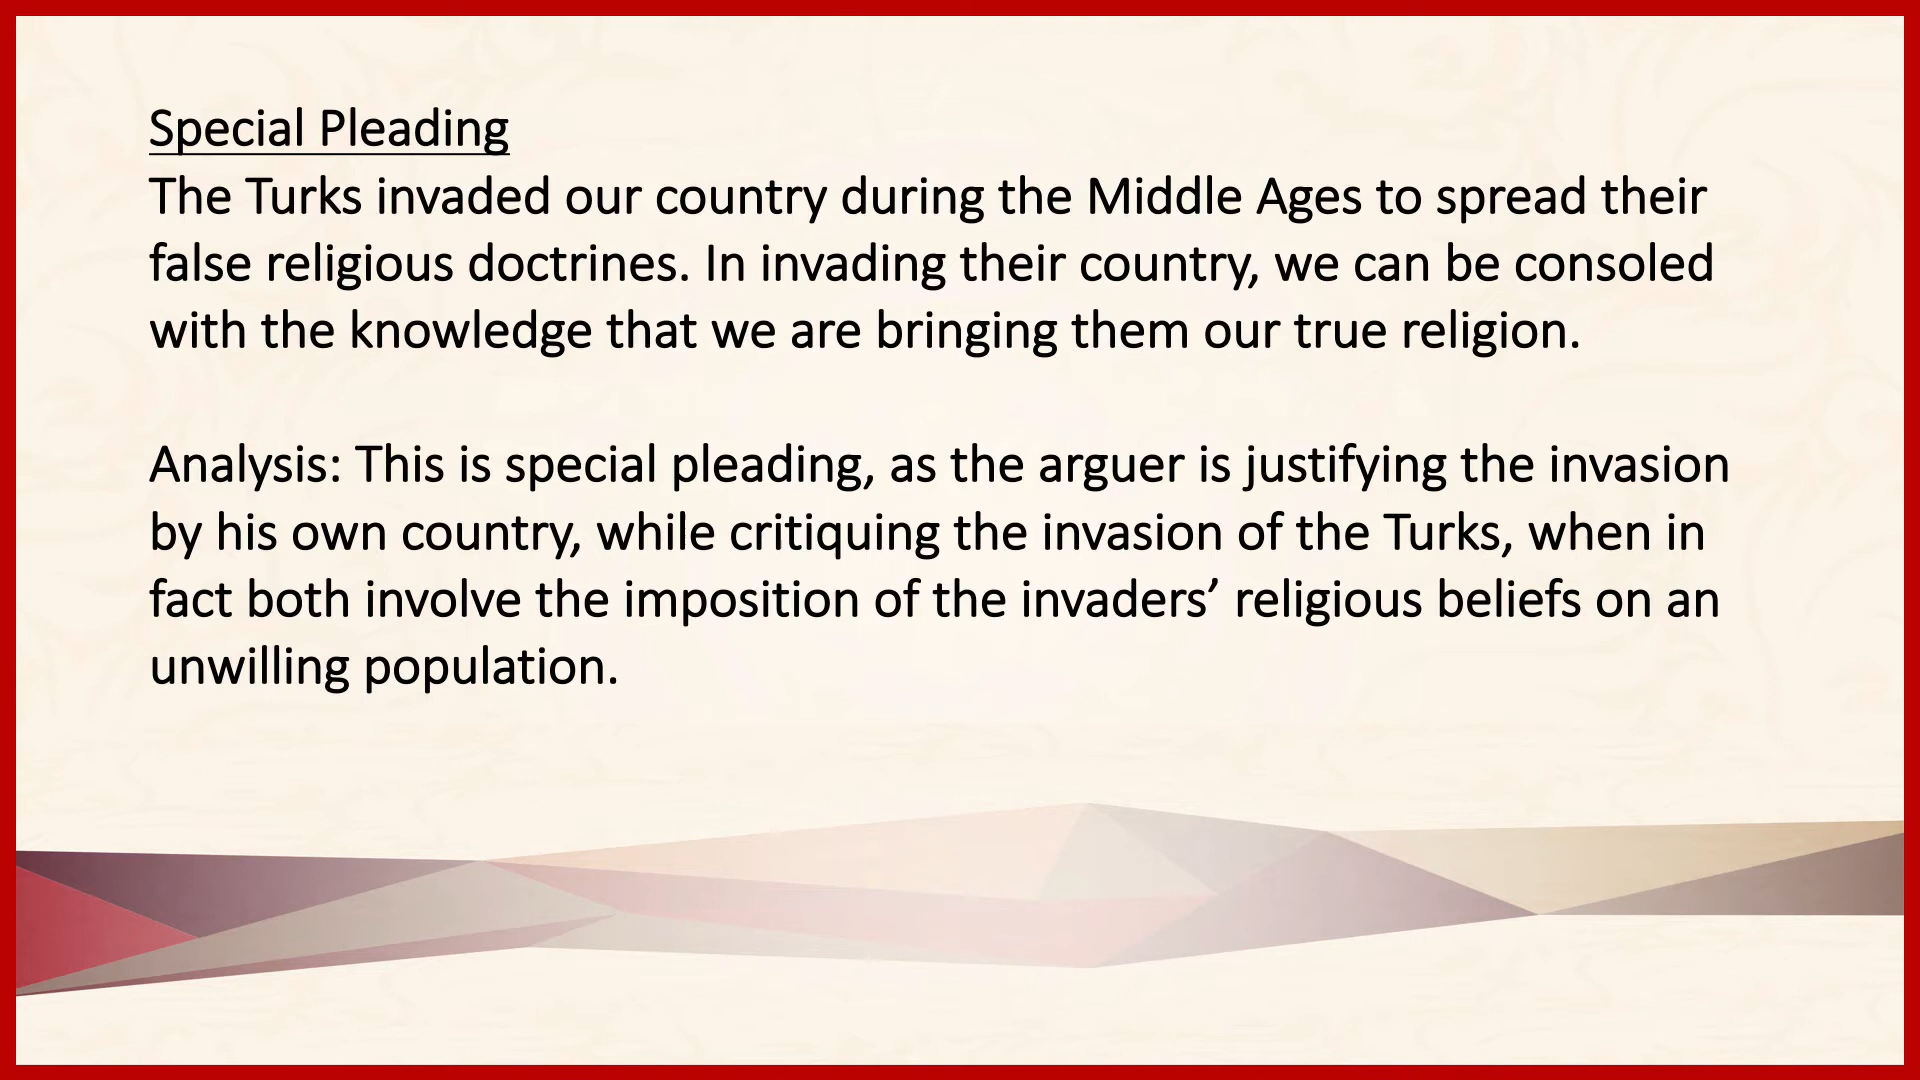 Special Pleading
The Turks invaded our country during the Middle Ages to spread their
false religious doctrines. In invading their country, we can be consoled
with the knowledge that we are bringing them our true religion.
Analysis: This is special pleading, as the arguer is justifying the invasion
by his own country, while critiquing the invasion of the Turks, when in
fact both involve the imposition of the invaders’ religious beliefs on an
unwilling population.